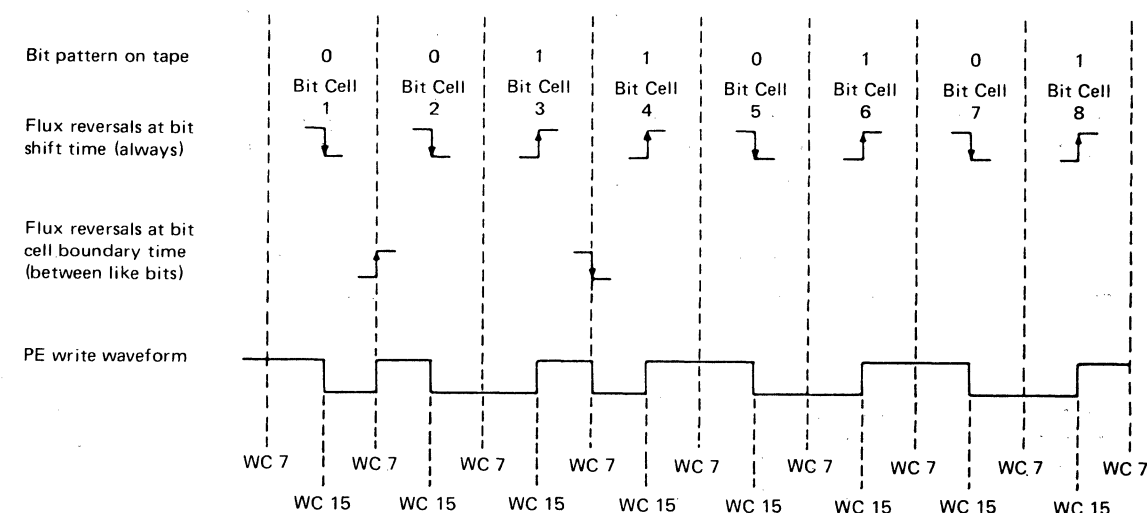 Bit pattern on tape
0 0 1 1 0 1 0 1
Bit Cell Bit Cell Bit Cell Bit Cell Bit Cell Bit Cell Bit Cell Bit Cell
1 2 3 4 5 6 7 8
Flux reversals at bit
shift time (always)
Flux reversals at bit
cell boundary time
(between like bits)
PE write waveform
WC 7 WC 7 WC 7 WC 7 WC 7 WC 7 WC 7 WC 7 WC 7
WC 15 WC 15 WC 15 WC 15 WC 15 WC 15 WC 15 WC 15